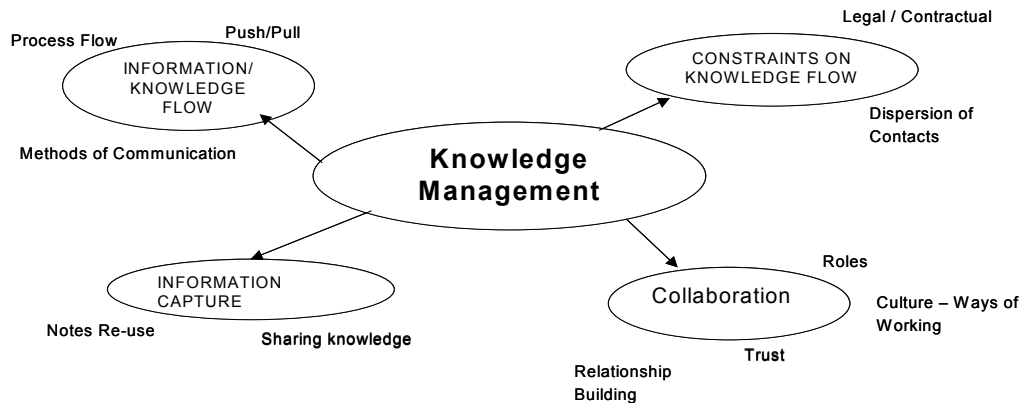 Process Flow
Push/Pull
INFORMATION/
KNOWLEDGE
FLOW
Methods of Communication
Legal / Contractual
CONSTRAINTS ON
KNOWLEDGE FLOW
Dispersion of
Contacts
Knowledge
Management
INFORMATION
CAPTURE
Notes Re-use
Sharing knowledge
Roles
Collaboration
Culture – Ways of
Working
Trust
Relationship
Building